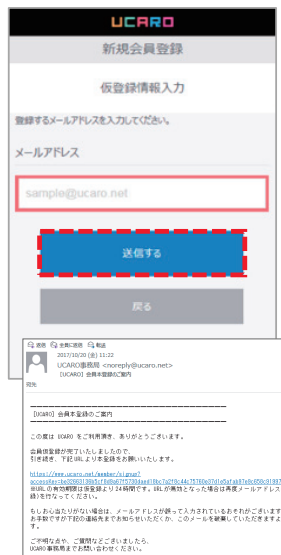 UCARO
新規会員登録
仮登録情報入力
登録するメールアドレスを入力してください。
メールアドレス
sample@ucaro.net
送信する
戻る
返信 全員に返信 転送
2017/10/20 (金) 11:22
UCARO事務局 <noreply@ucaro.net>
【UCARO】会員本登録のご案内
宛先
【UCARO】会員本登録のご案内
この度は UCARO をご利用頂き、ありがとうございます。
会員仮登録が完了いたしましたので、
引き続き、下記URLより本登録をお願いいたします。
https://www.ucaro.net/member/signup?
※URLの有効期限は仮登録より24時間です。URLが無効となった場合は再度メールアドレス
録)を行なってください。
もしお心当たりがない場合は、メールアドレスが誤って入力されているおそれがございます
お手数ですが下記の連絡先までお知らせいただくか、このメールを破棄していただきますよ
す。
ご不明な点や、ご質問などございましたら、
UCARO事務局までお問い合わせください。